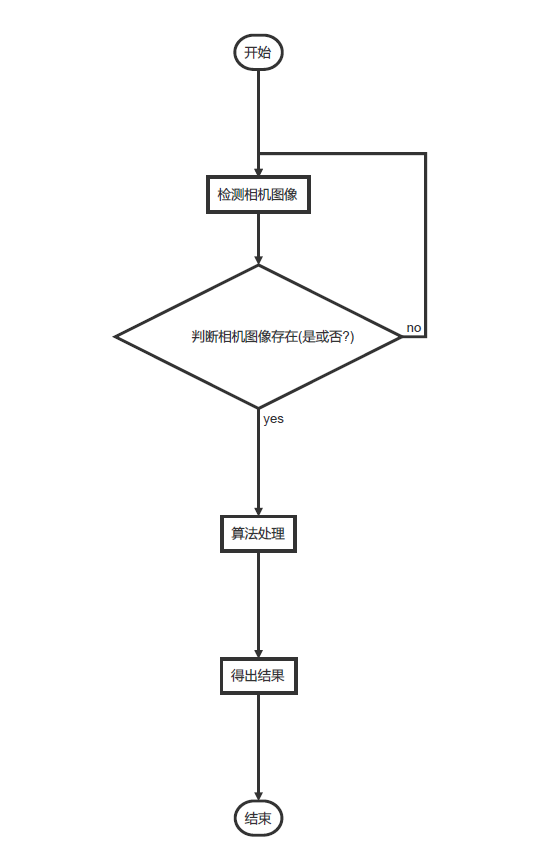 开始
检测相机图像
判断相机图像存在(是或否?)
no
yes
算法处理
得出结果
结束